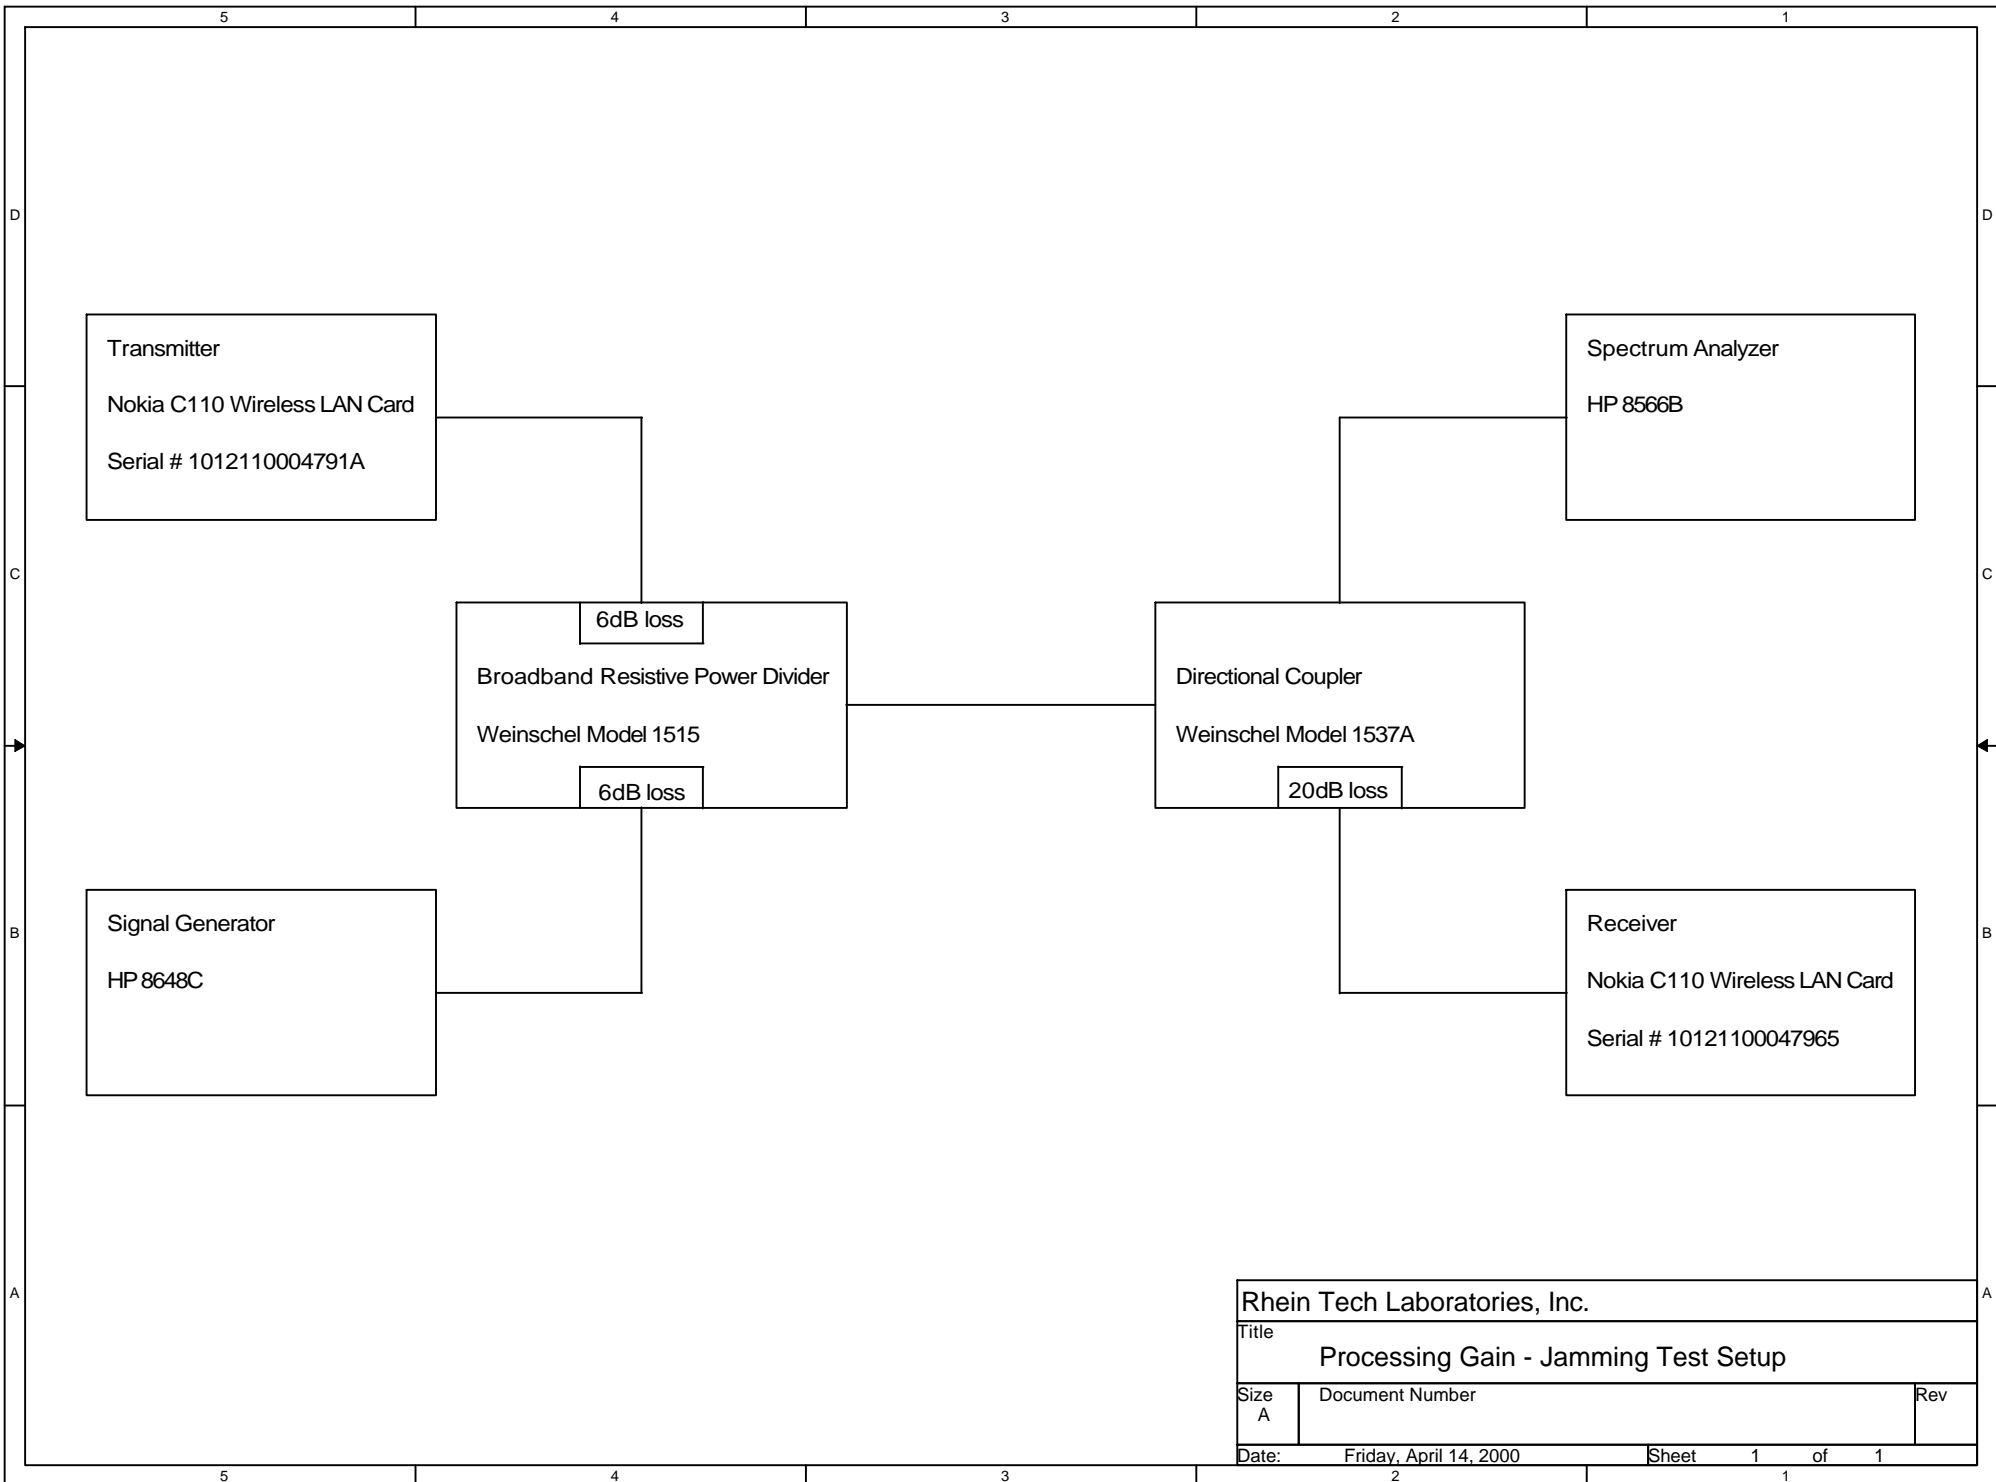 5 4 3 2 1
D D
Transmitter
Nokia C110 Wireless LAN Card
Serial # 1012110004791A
Spectrum Analyzer
HP 8566B
C C
6dB loss
Broadband Resistive Power Divider
Weinschel Model 1515
6dB loss
Directional Coupler
Weinschel Model 1537A
20dB loss
B B
Signal Generator
HP 8648C
Receiver
Nokia C110 Wireless LAN Card
Serial # 10121100047965
A A
Rhein Tech Laboratories, Inc.
Title
Processing Gain - Jamming Test Setup
Size
A
Document Number
Rev
Date: Friday, April 14, 2000 Sheet 1 of 1
5 4 3 2 1